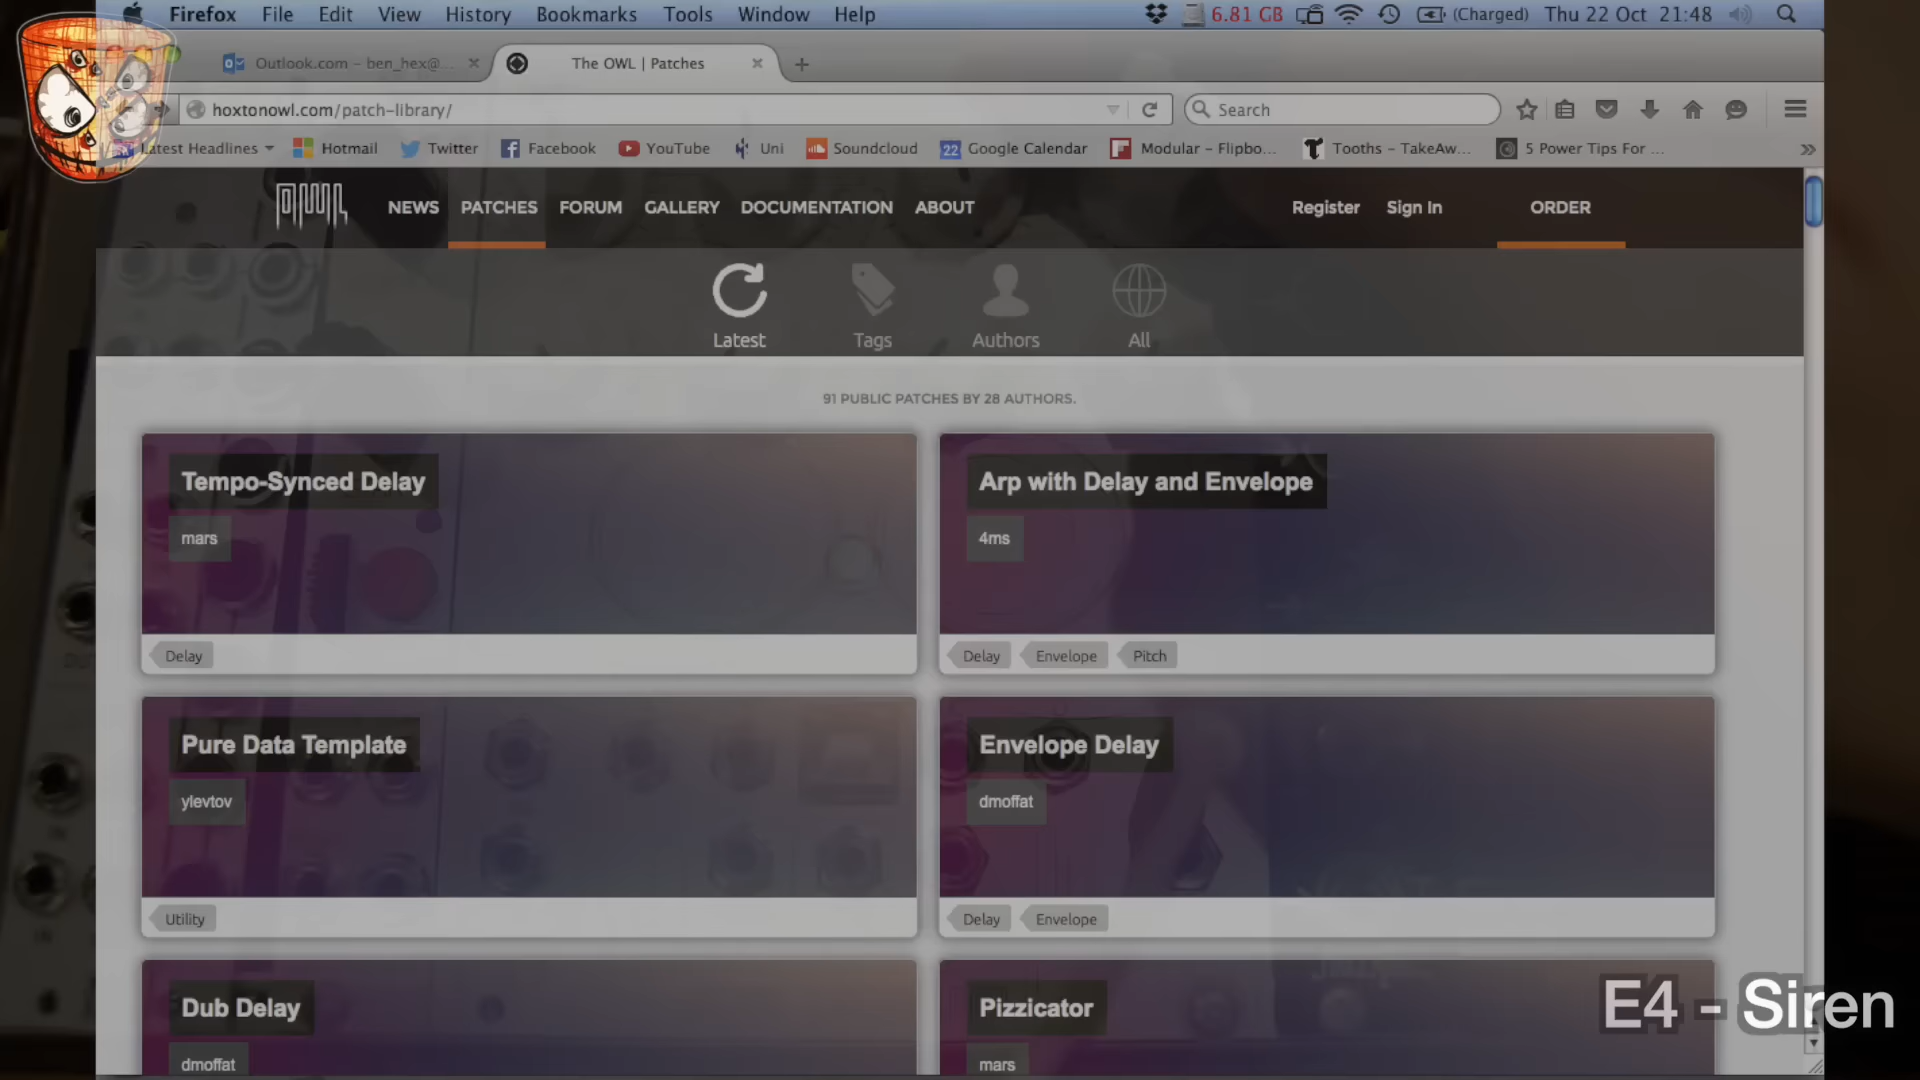 Firefox File Edit View History Bookmarks Tools Window Help 6.81 GB (Charged) Thu 22 Oct 21:48
Outlook.com - ben_hex@... The OWL | Patches
hoxtonowl.com/patch-library/ Search
Latest Headlines Hotmail Twitter Facebook YouTube Uni Soundcloud 22 Google Calendar Modular - Flipbo... Tooths - TakeAw... 5 Power Tips For ...
OWL NEWS PATCHES FORUM GALLERY DOCUMENTATION ABOUT Register Sign In ORDER
Latest Tags Authors All
91 PUBLIC PATCHES BY 28 AUTHORS.
Tempo-Synced Delay
mars
Delay
Arp with Delay and Envelope
4ms
Delay Envelope Pitch
Pure Data Template
ylevtov
Utility
Envelope Delay
dmoffat
Delay Envelope
Dub Delay
dmoffat
Pizzicator
mars
E4 - Siren